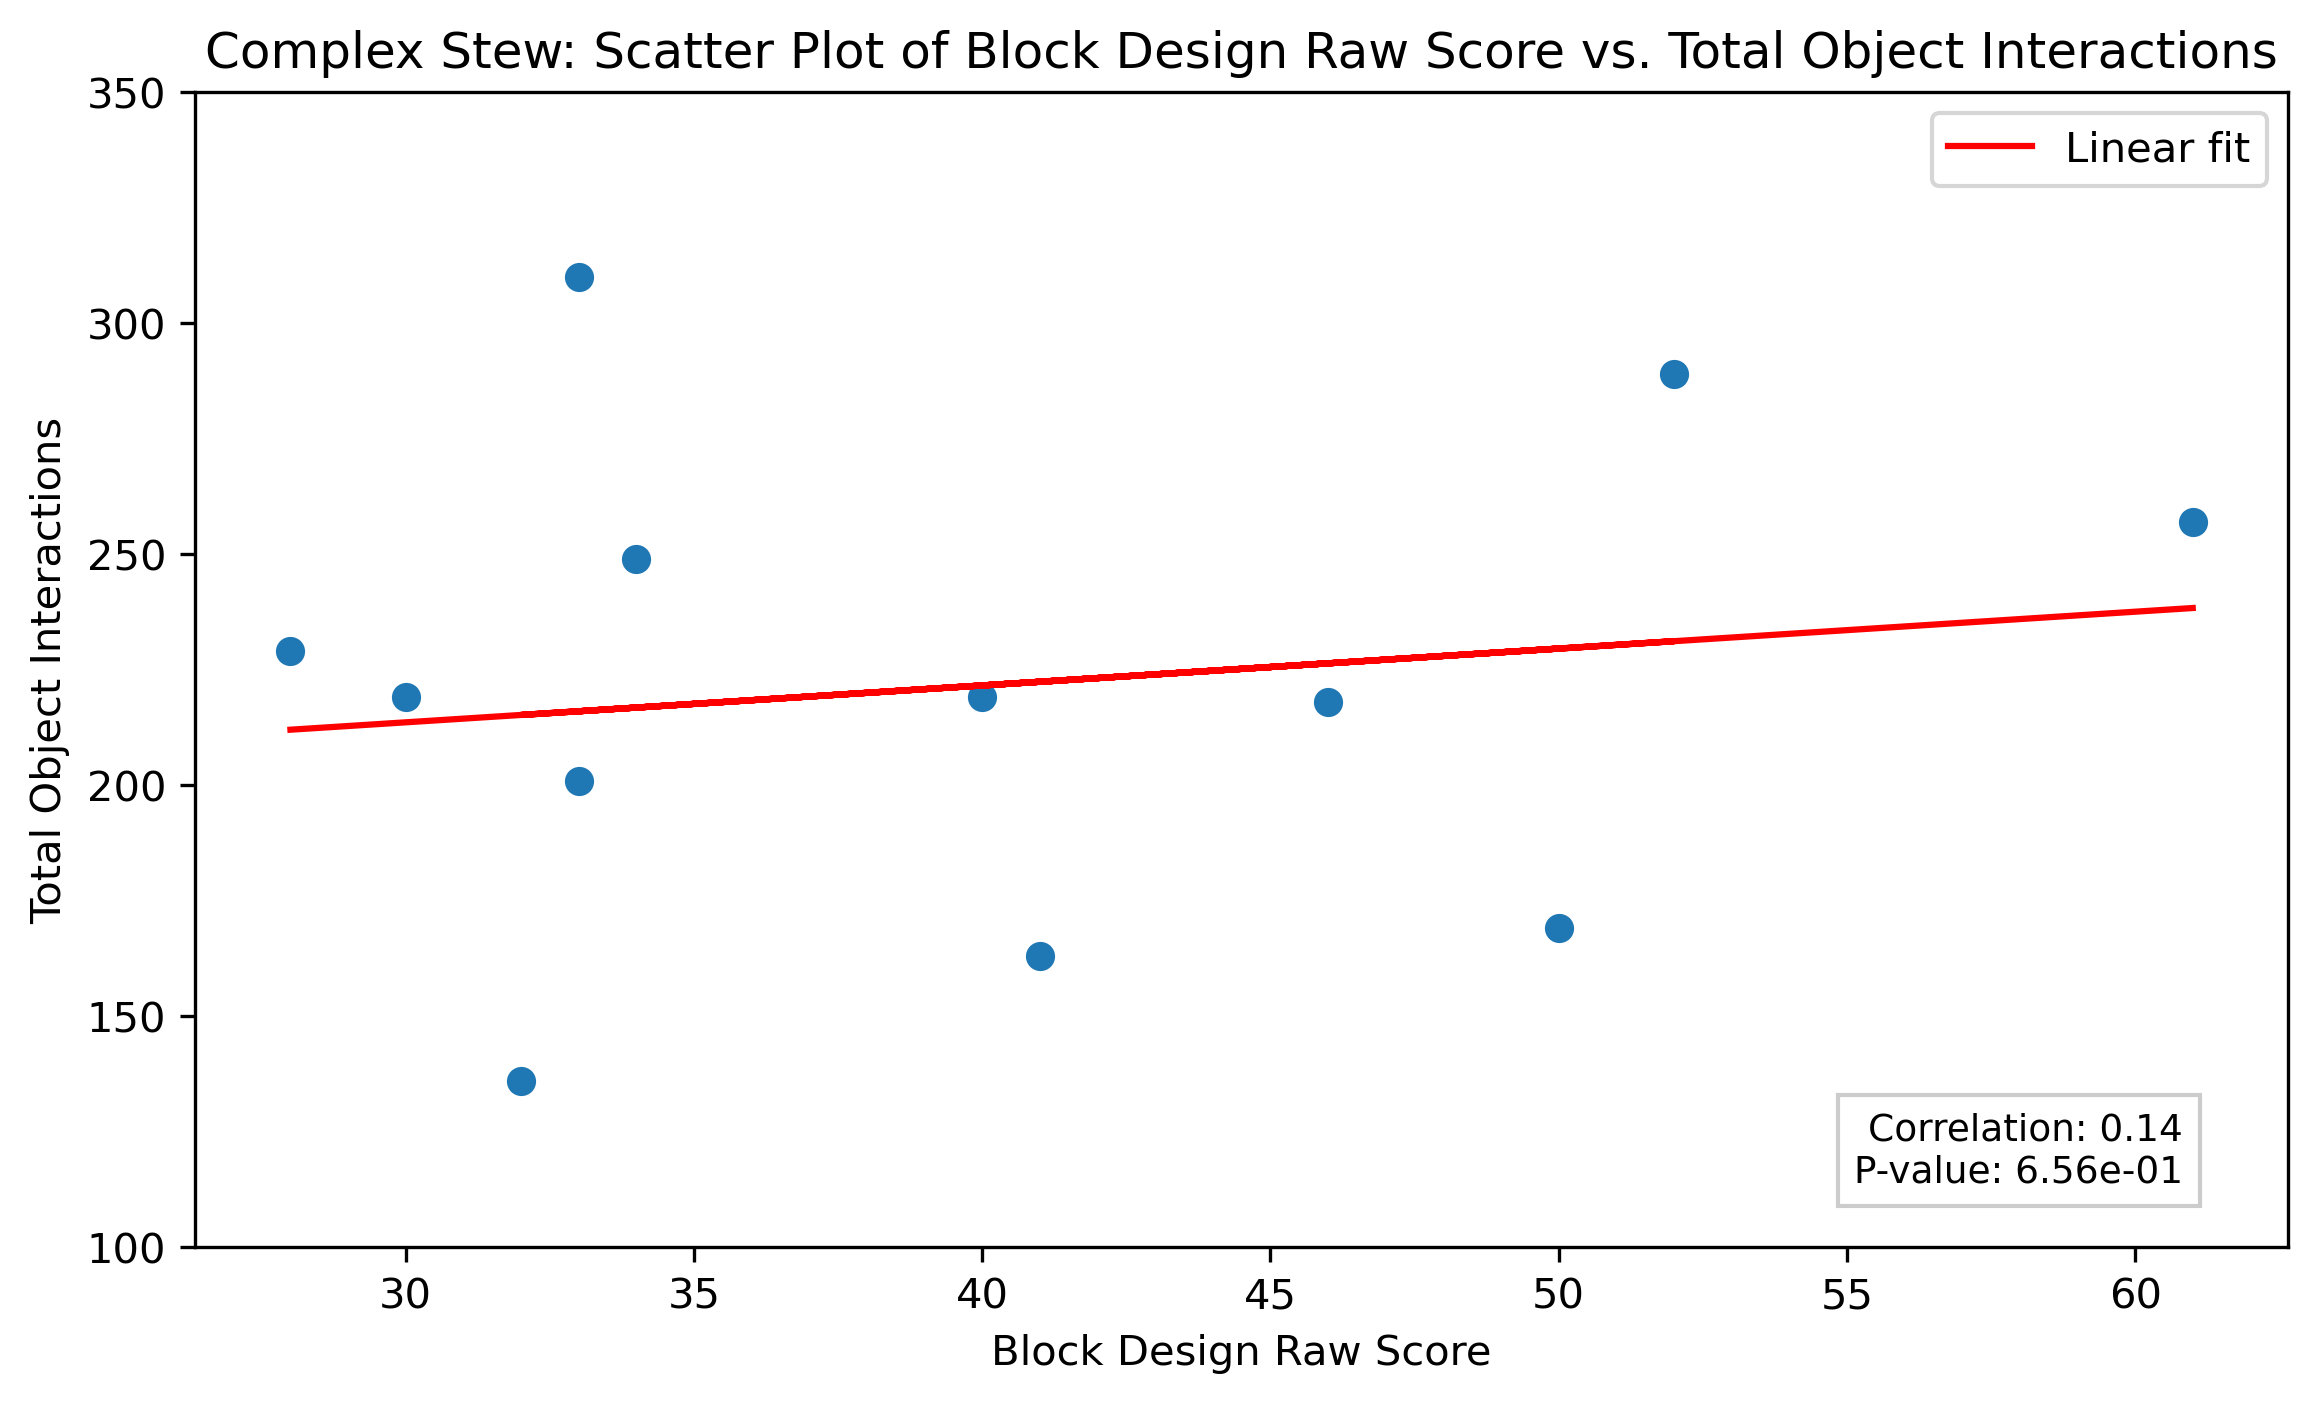 Complex Stew: Scatter Plot of Block Design Raw Score vs. Total Object Interactions
350
300
250
200
150
100
Total Object Interactions
Linear fit
Correlation: 0.14
P-value: 6.56e-01
30 35 40 45 50 55 60
Block Design Raw Score